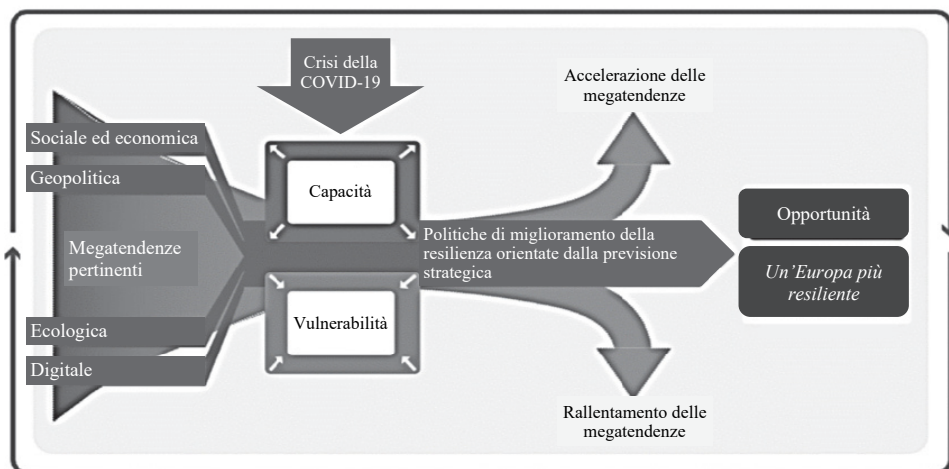 Crisi della
COVID-19
Accelerazione delle
megatendenze
Sociale ed economica
Geopolitica
Megatendenze
pertinenti
Ecologica
Digitale
Capacità
Vulnerabilità
Politiche di miglioramento della
resilienza orientate dalla previsione
strategica
Opportunità
Un'Europa più
resiliente
Rallentamento delle
megatendenze